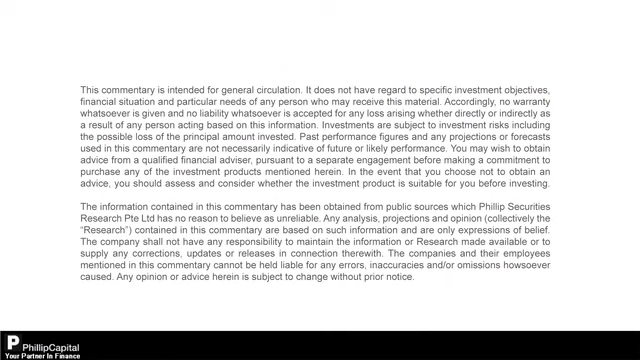 This commentary is intended for general circulation. It does not have regard to specific investment objectives,
financial situation and particular needs of any person who may receive this material. Accordingly, no warranty
whatsoever is given and no liability whatsoever is accepted for any loss arising whether directly or indirectly as
a result of any person acting based on this information. Investments are subject to investment risks including
the possible loss of the principal amount invested. Past performance figures and any projections or forecasts
used in this commentary are not necessarily indicative of future or likely performance. You may wish to obtain
advice from a qualified financial adviser, pursuant to a separate engagement before making a commitment to
purchase any of the investment products mentioned herein. In the event that you choose not to obtain an
advice, you should assess and consider whether the investment product is suitable for you before investing.
The information contained in this commentary has been obtained from public sources which Phillip Securities
Research Pte Ltd has no reason to believe as unreliable. Any analysis, projections and opinion (collectively the
“Research”) contained in this commentary are based on such information and are only expressions of belief.
The company shall not have any responsibility to maintain the information or Research made available or to
supply any corrections, updates or releases in connection therewith. The companies and their employees
mentioned in this commentary cannot be held liable for any errors, inaccuracies and/or omissions howsoever
caused. Any opinion or advice herein is subject to change without prior notice.
P PhillipCapital
Your Partner In Finance